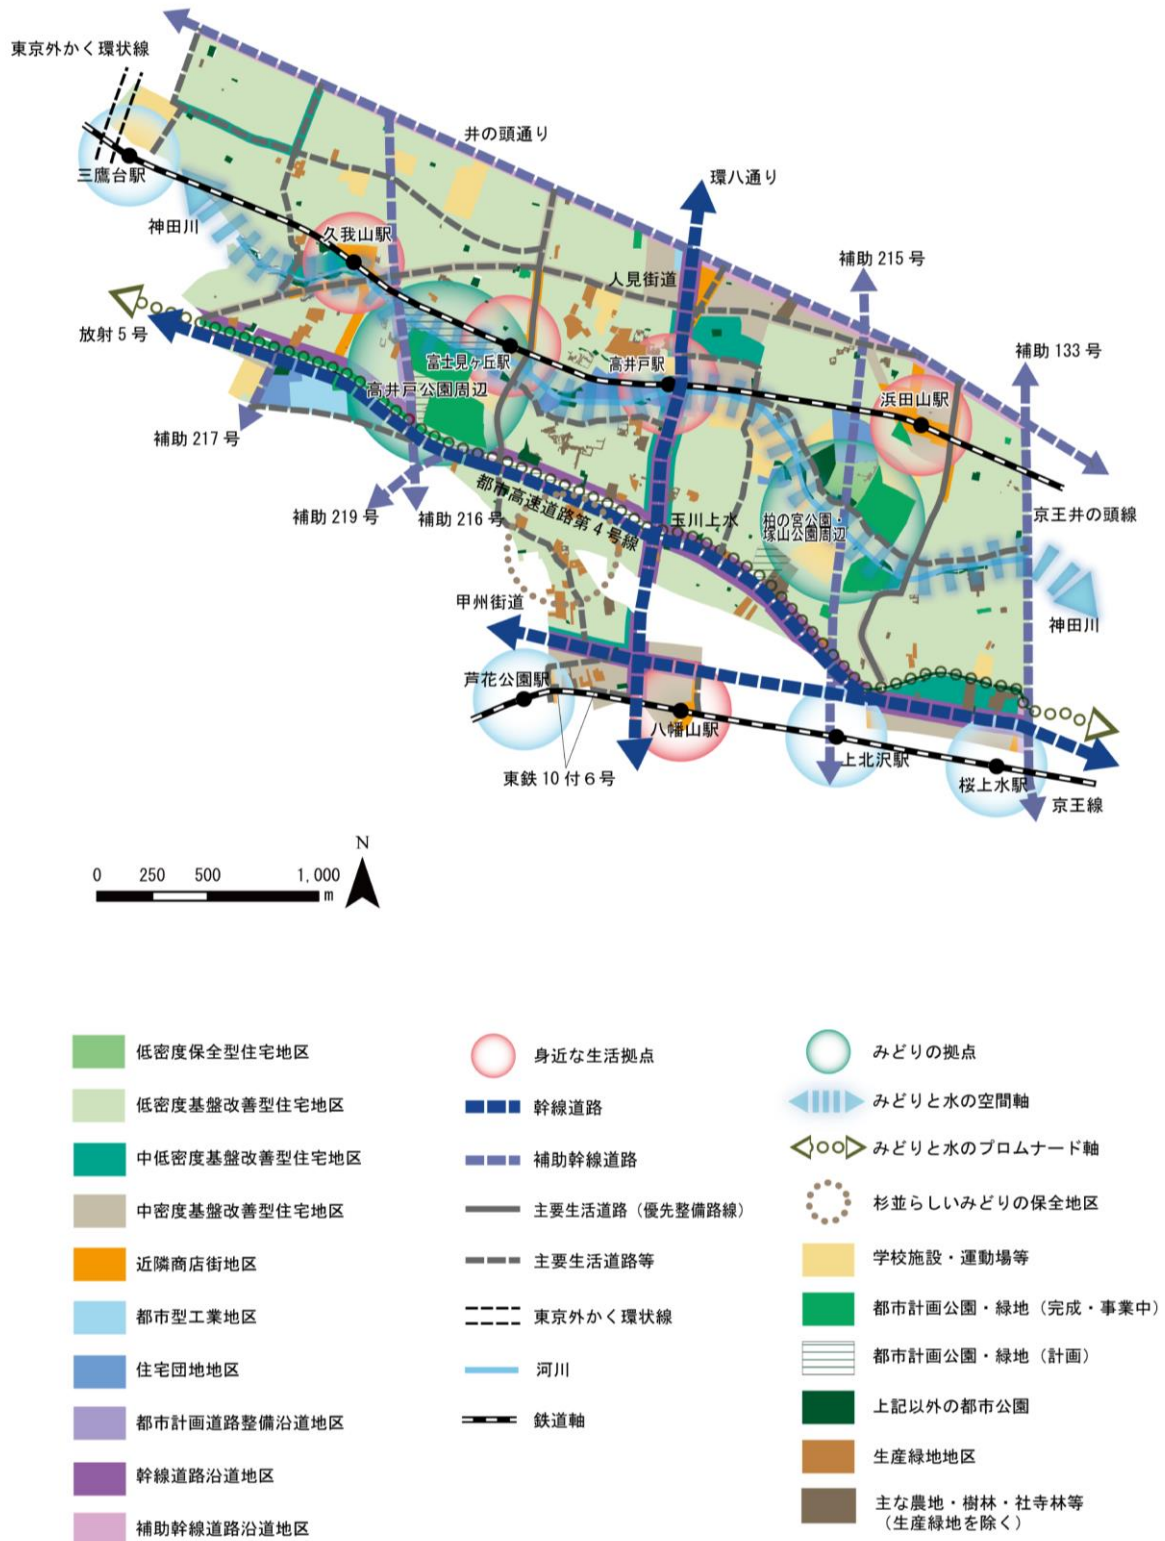 東京外かく環状線
井の頭通り
環八通り
三鷹台駅
神田川
久我山駅
人見街道
補助 215 号
放射 5 号
富士見ヶ丘駅
高井戸駅
補助 133 号
高井戸公園周辺
浜田山駅
補助 217 号
補助 219 号
補助 216 号
都市高速道路第 4 号線
玉川上水
柏の宮公園・
塚山公園周辺
京王井の頭線
甲州街道
神田川
芦花公園駅
八幡山駅
上北沢駅
桜上水駅
東鉄 10 付 6 号
京王線
N
0 250 500 1,000
m
低密度保全型住宅地区
低密度基盤改善型住宅地区
中低密度基盤改善型住宅地区
中密度基盤改善型住宅地区
近隣商店街地区
都市型工業地区
住宅団地地区
都市計画道路整備沿道地区
幹線道路沿道地区
補助幹線道路沿道地区
身近な生活拠点
幹線道路
補助幹線道路
主要生活道路（優先整備路線）
主要生活道路等
東京外かく環状線
河川
鉄道軸
みどりの拠点
みどりと水の空間軸
みどりと水のプロムナード軸
杉並らしいみどりの保全地区
学校施設・運動場等
都市計画公園・緑地（完成・事業中）
都市計画公園・緑地（計画）
上記以外の都市公園
生産緑地地区
主な農地・樹林・社寺林等
（生産緑地を除く）